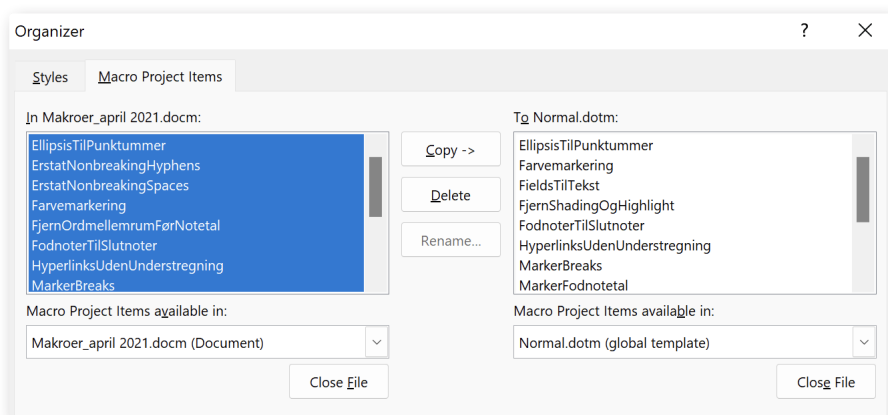 Organizer
?
Styles
Macro Project Items
In Makroer_april 2021.docm:
EllipsisTilPunktummer
ErstatNonbreakingHyphens
ErstatNonbreakingSpaces
Farvemarkering
FjernOrdmellemrumFørNotetal
FodnoterTilSlutnoter
HyperlinksUdenUnderstregning
MarkerBreaks
Macro Project Items available in:
Makroer_april 2021.docm (Document)
Close File
Copy ->
Delete
Rename...
To Normal.dotm:
EllipsisTilPunktummer
Farvemarkering
FieldsTilTekst
FjernShadingOgHighlight
FodnoterTilSlutnoter
HyperlinksUdenUnderstregning
MarkerBreaks
MarkerFodnotetal
Macro Project Items available in:
Normal.dotm (global template)
Close File